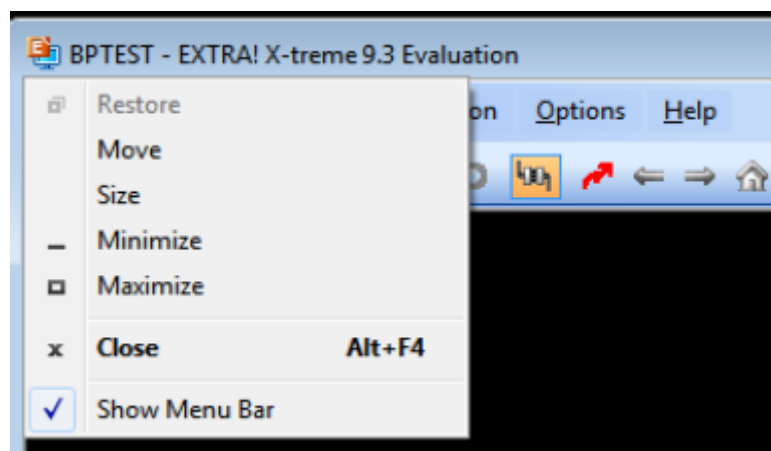 BPTEST - EXTRA! X-treme 9.3 Evaluation
on Options Help
Restore
Move
Size
Minimize
Maximize
Close Alt+F4
Show Menu Bar